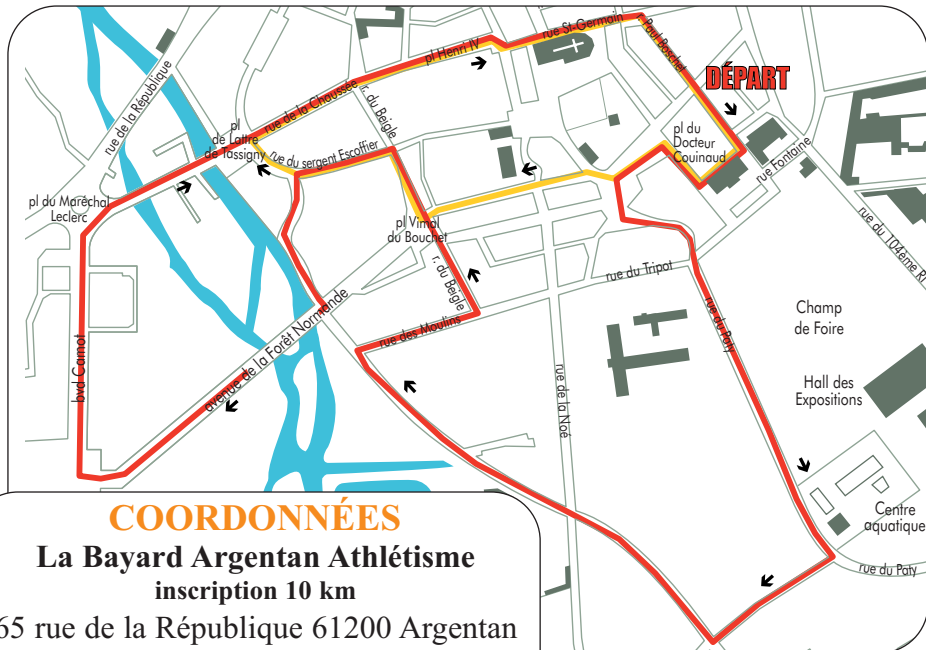 rue St-Germain
r. Paul Boschet
pl Henri IV
DÉPART
rue de la République
rue de la Chaussée
r. du Beigle
pl
de Lattre
de Tassigny
rue du sergent Escoffier
pl du
Docteur
Couinaud
rue Fontaine
pl du Maréchal
Leclerc
pl Vimal
du Bouchet
rue du 104ème RI
r. du Beigle
rue du Tripot
avenue de la Forêt Normande
rue des Moulins
rue du Paty
Champ
de Foire
bvd Carnot
rue de la Noé
Hall des
Expositions
Centre
aquatique
rue du Paty
COORDONNÉES
La Bayard Argentan Athlétisme
inscription 10 km
65 rue de la République 61200 Argentan